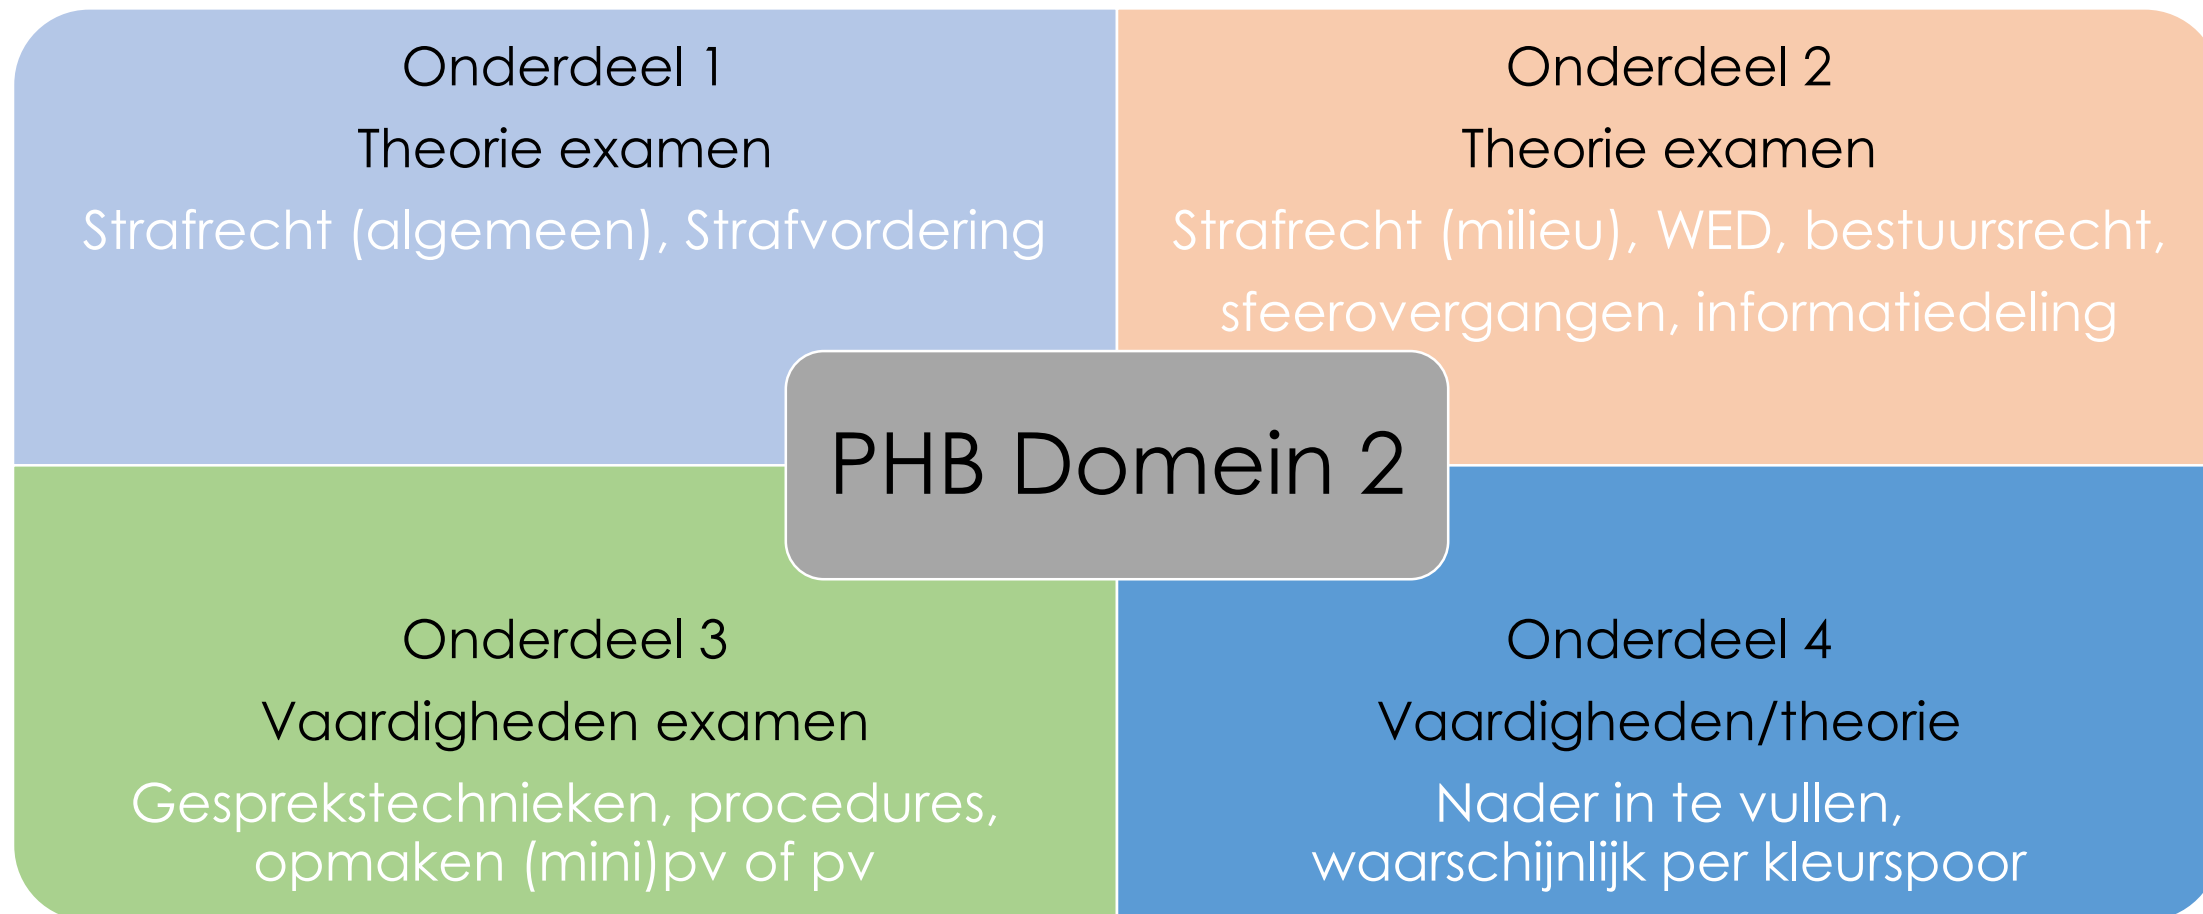 Onderdeel 1
Theorie examen
Strafrecht (algemeen), Strafvordering
Onderdeel 2
Theorie examen
Strafrecht (milieu), WED, bestuursrecht,
sfeerovergangen, informatiedeling
PHB Domein 2
Onderdeel 3
Vaardigheden examen
Gesprekstechnieken, procedures,
opmaken (mini)pv of pv
Onderdeel 4
Vaardigheden/theorie
Nader in te vullen,
waarschijnlijk per kleurspoor